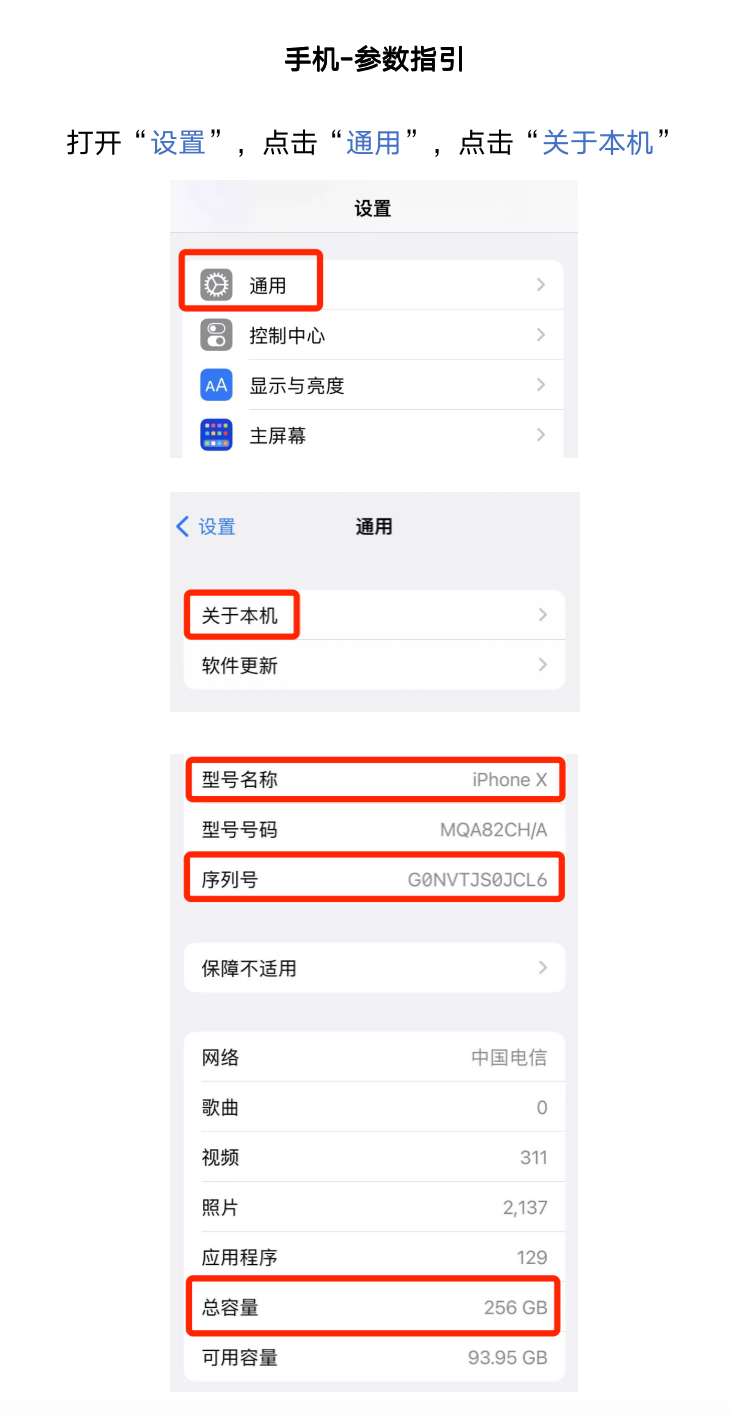 手机-参数指引
打开“设置”，点击“通用”，点击“关于本机”
设置
通用
控制中心
AA 显示与亮度
主屏幕
设置 通用
关于本机
软件更新
型号名称 iPhone X
型号号码 MQA82CH/A
序列号 G0NVTJS0JCL6
保障不适用
网络 中国电信
歌曲 0
视频 311
照片 2,137
应用程序 129
总容量 256 GB
可用容量 93.95 GB